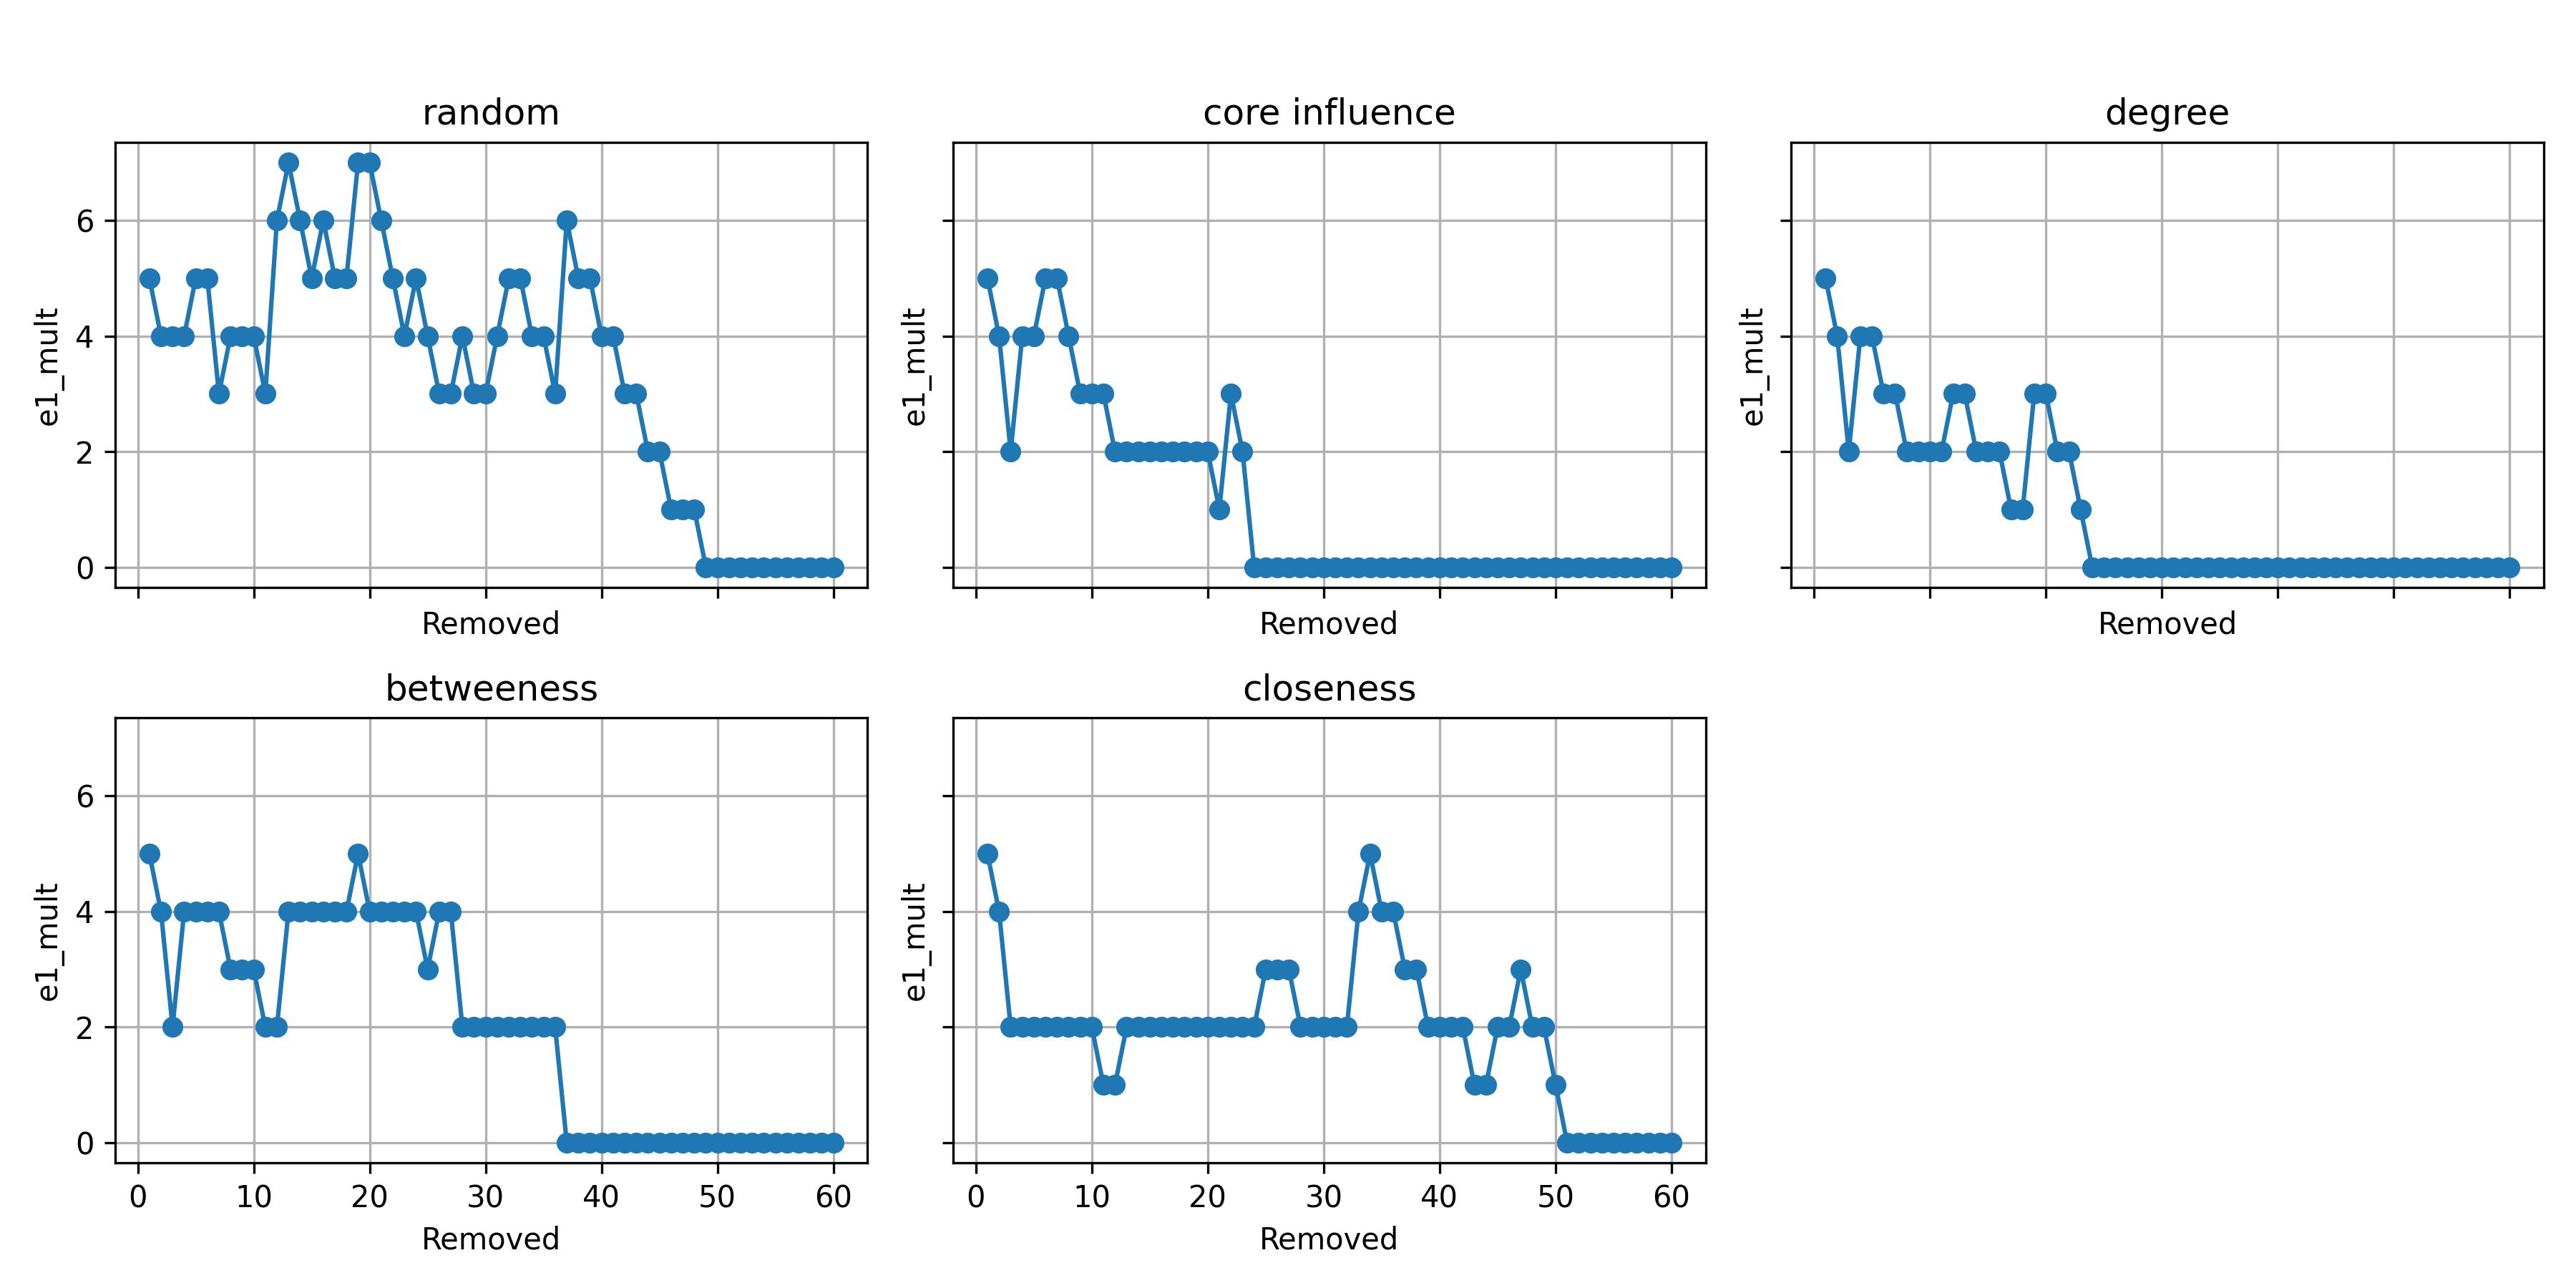 random
core influence
degree
e1_mult
6
4
2
0
Removed
e1_mult
Removed
e1_mult
Removed
betweeness
closeness
e1_mult
6
4
2
0
0 10 20 30 40 50 60
Removed
e1_mult
0 10 20 30 40 50 60
Removed